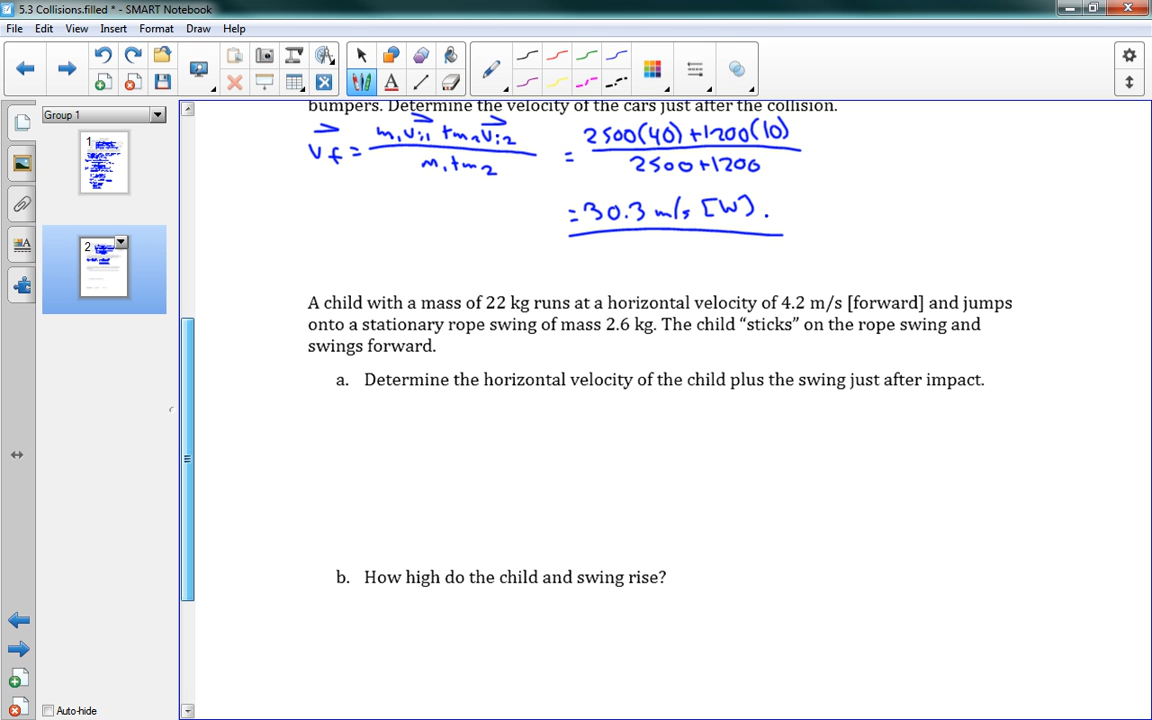 5.3 Collisions.filled * - SMART Notebook
File Edit View Insert Format Draw Help
Group 1
1
2
bumpers. Determine the velocity of the cars just after the collision.
v⃗f = (m₁v⃗i1 + m₂v⃗i2) / (m₁+m₂) = (2500(40)+1200(10)) / (2500+1200)
= 30.3 m/s [W].
A child with a mass of 22 kg runs at a horizontal velocity of 4.2 m/s [forward] and jumps
onto a stationary rope swing of mass 2.6 kg. The child “sticks” on the rope swing and
swings forward.
a. Determine the horizontal velocity of the child plus the swing just after impact.
b. How high do the child and swing rise?
Auto-hide